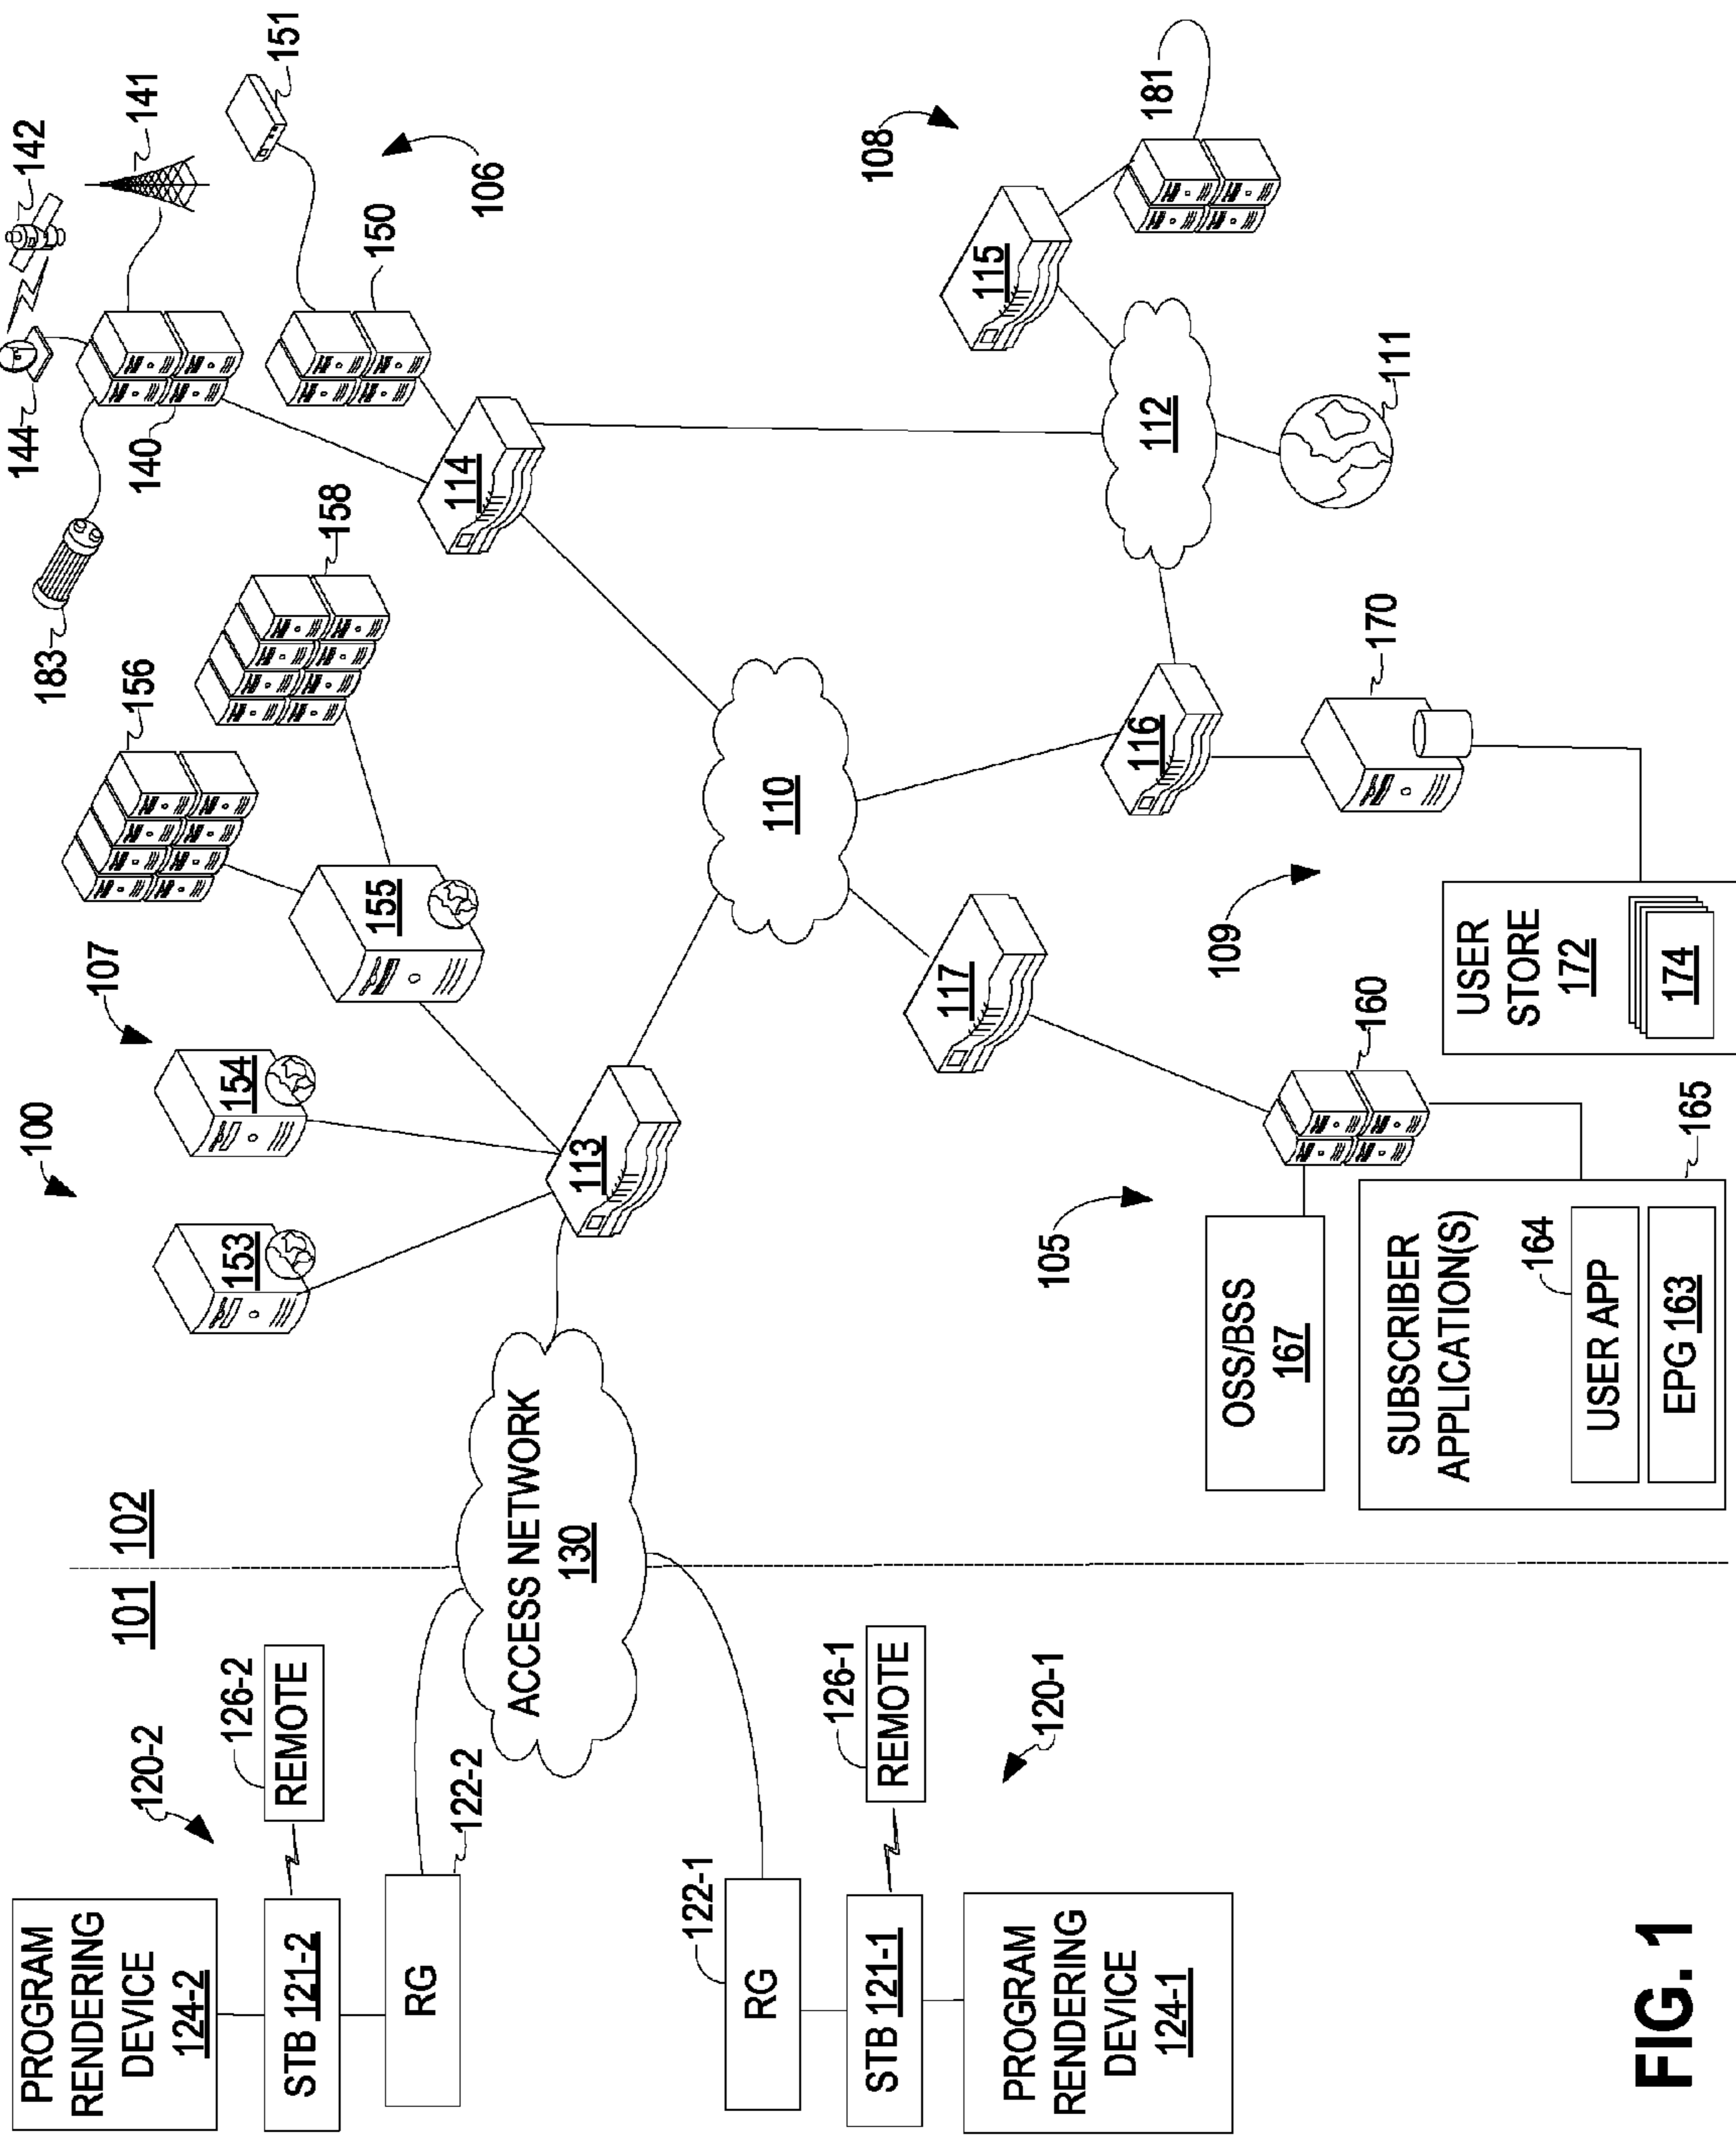 100
101
102
120-2
PROGRAM
RENDERING
DEVICE
124-2
STB 121-2
126-2
REMOTE
RG
122-2
122-1
RG
STB 121-1
126-1
REMOTE
PROGRAM
RENDERING
DEVICE
124-1
120-1
ACCESS NETWORK
130
107
153
154
155
156
158
113
183
144
142
141
140
151
150
106
114
110
117
116
112
111
108
115
181
109
170
USER
STORE
172
174
105
160
OSS/BSS
167
165
SUBSCRIBER
APPLICATION(S)
164
USER APP
EPG 163
FIG. 1